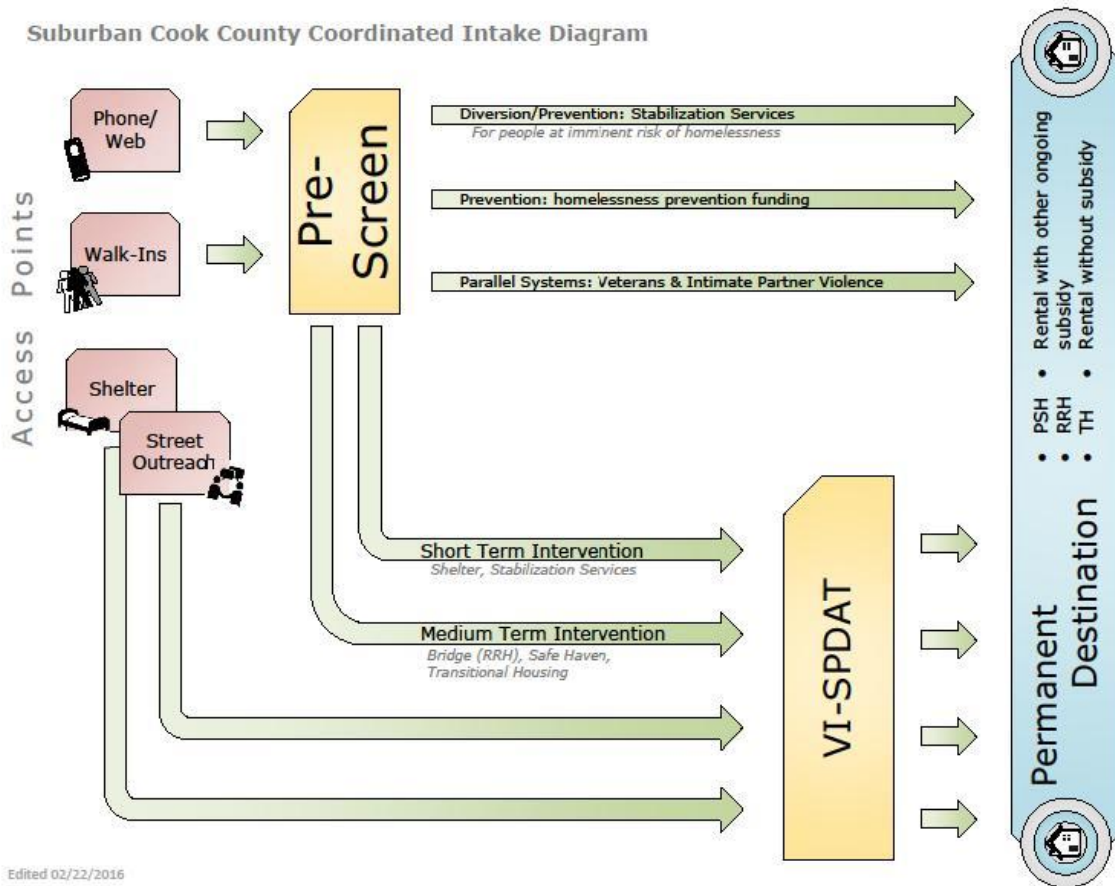 Suburban Cook County Coordinated Intake Diagram
Access Points
Phone/
Web
Walk-Ins
Shelter
Street
Outreach
Pre-
Screen
Diversion/Prevention: Stabilization Services
For people at imminent risk of homelessness
Prevention: homelessness prevention funding
Parallel Systems: Veterans & Intimate Partner Violence
Short Term Intervention
Shelter, Stabilization Services
Medium Term Intervention
Bridge (RRH), Safe Haven,
Transitional Housing
VI-SPDAT
Permanent
Destination
• PSH
• RRH
• TH
• Rental with other ongoing
subsidy
• Rental without subsidy
Edited 02/22/2016